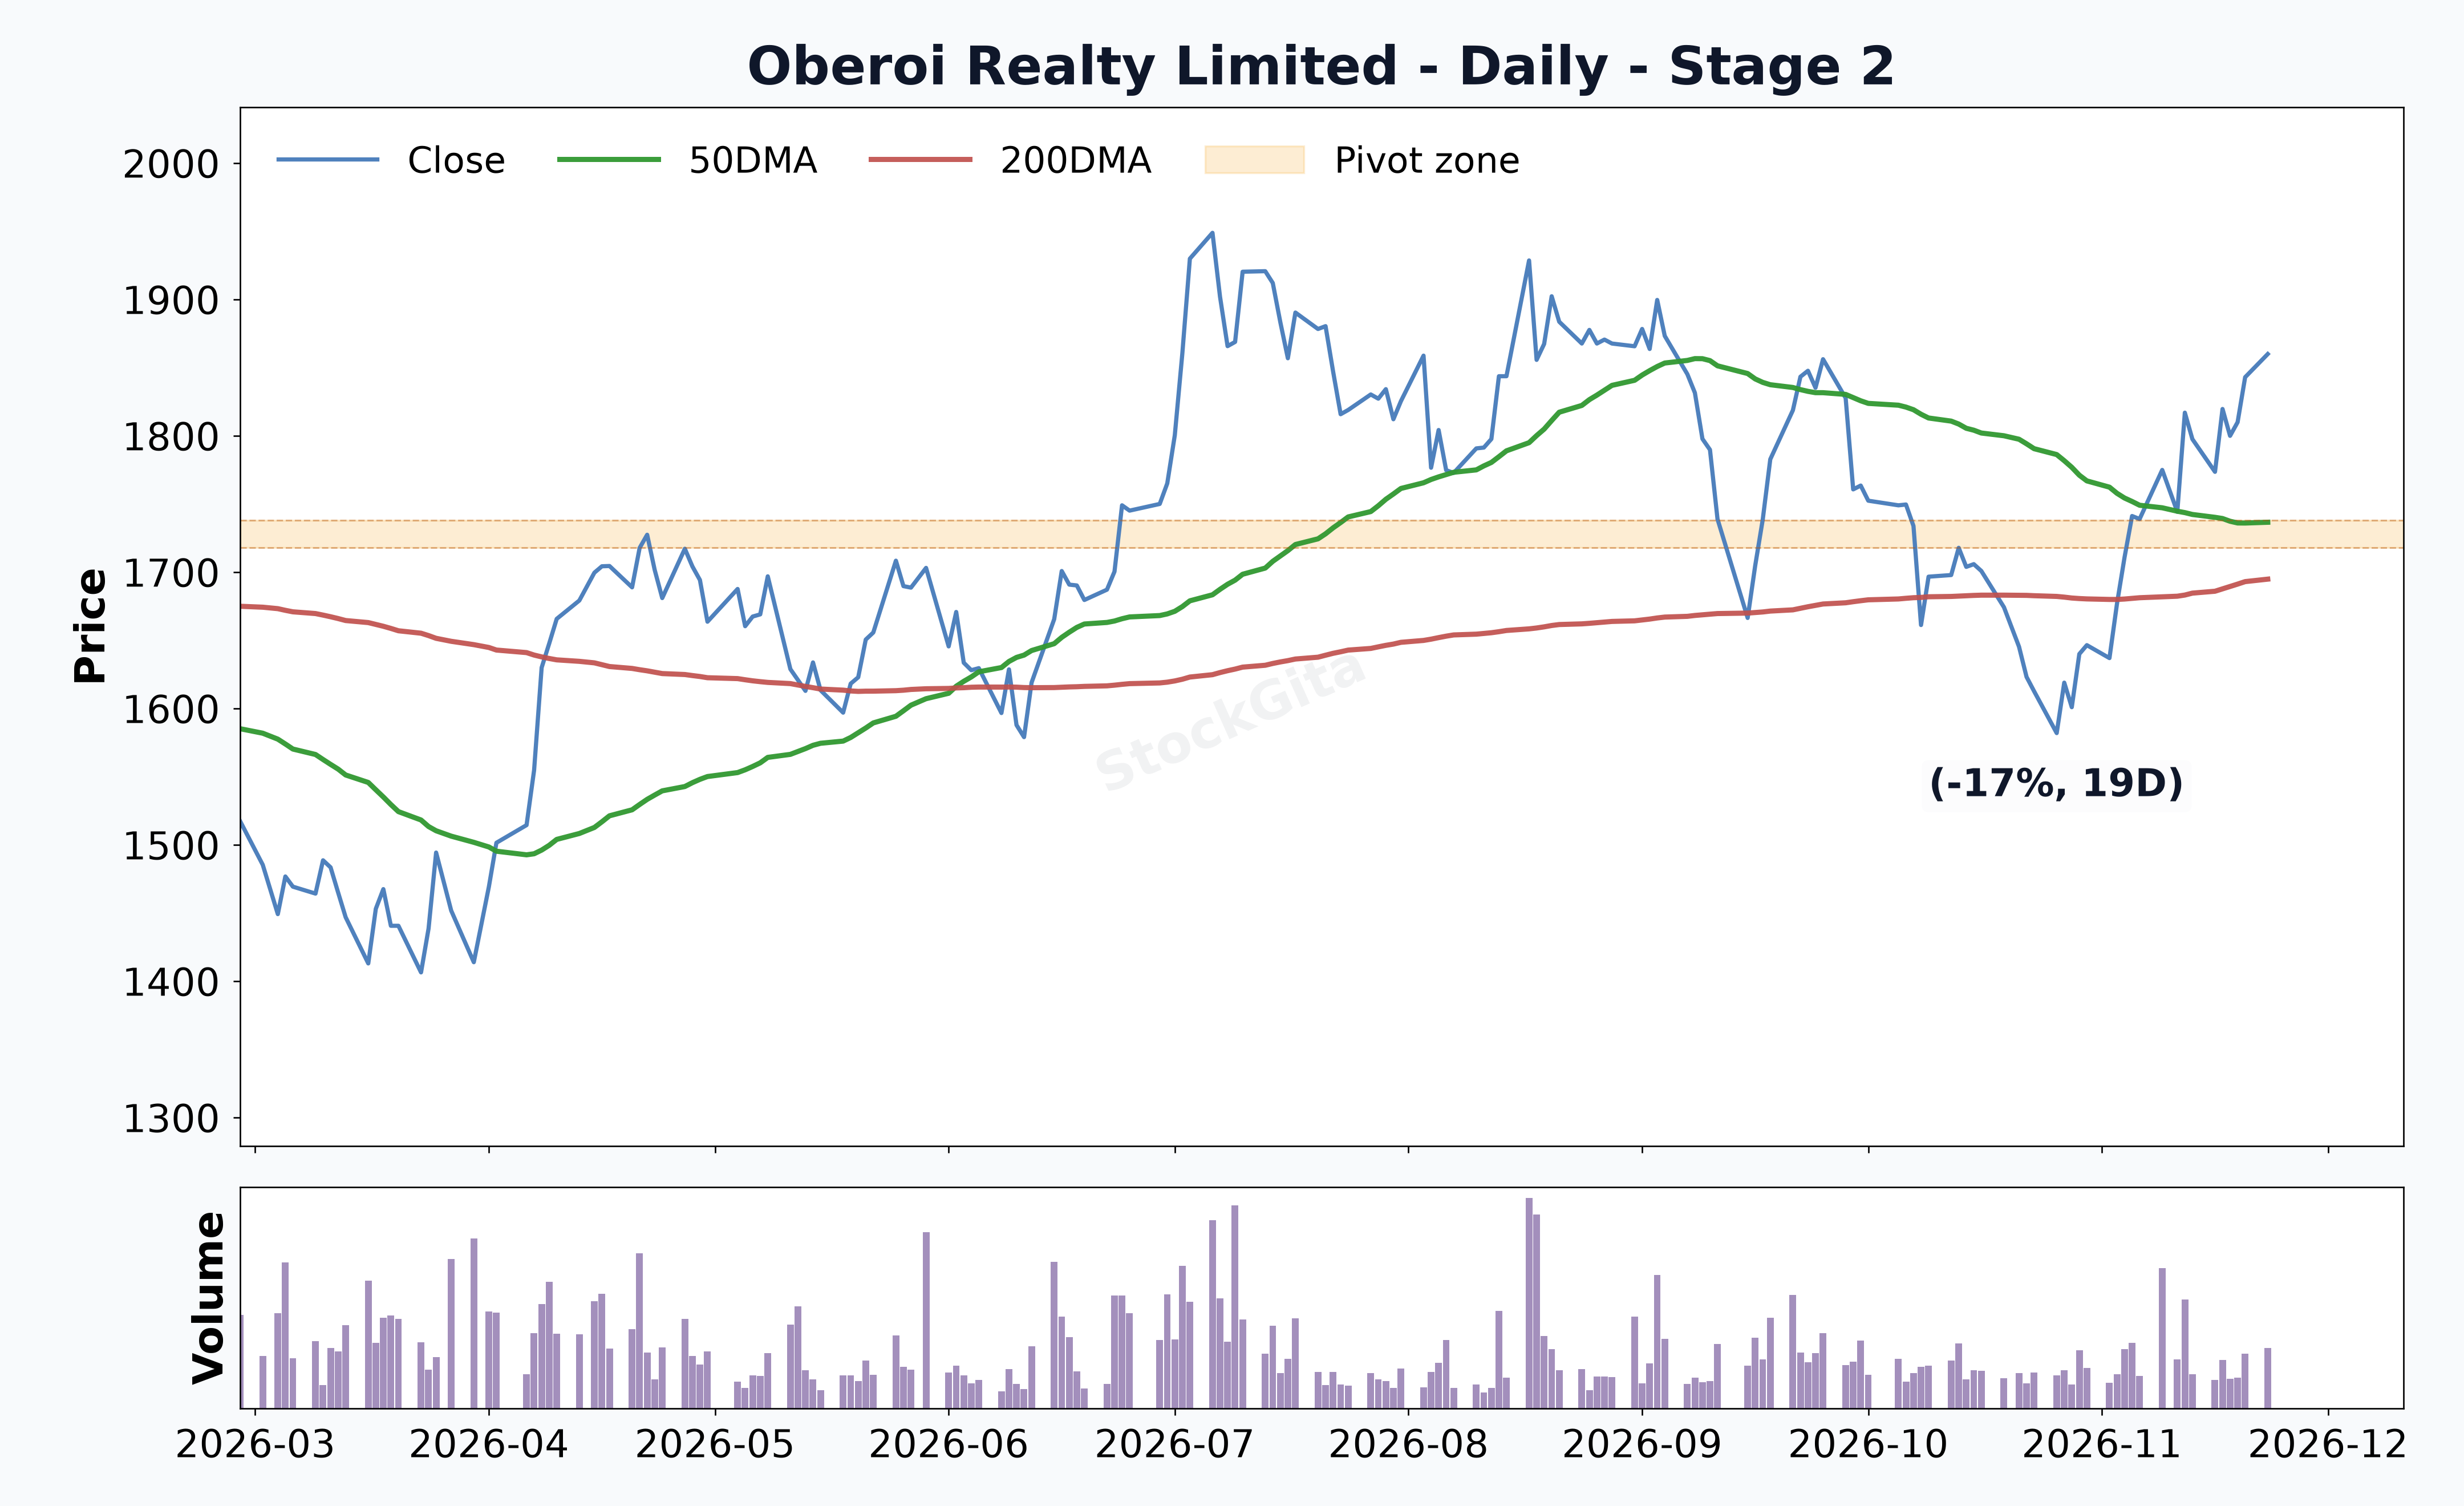 Oberoi Realty Limited - Daily - Stage 2
Close 50DMA 200DMA Pivot zone
2000
1900
1800
1700
1600
1500
1400
1300
Price
StockGita
(-17%, 19D)
Volume
2026-03 2026-04 2026-05 2026-06 2026-07 2026-08 2026-09 2026-10 2026-11 2026-12